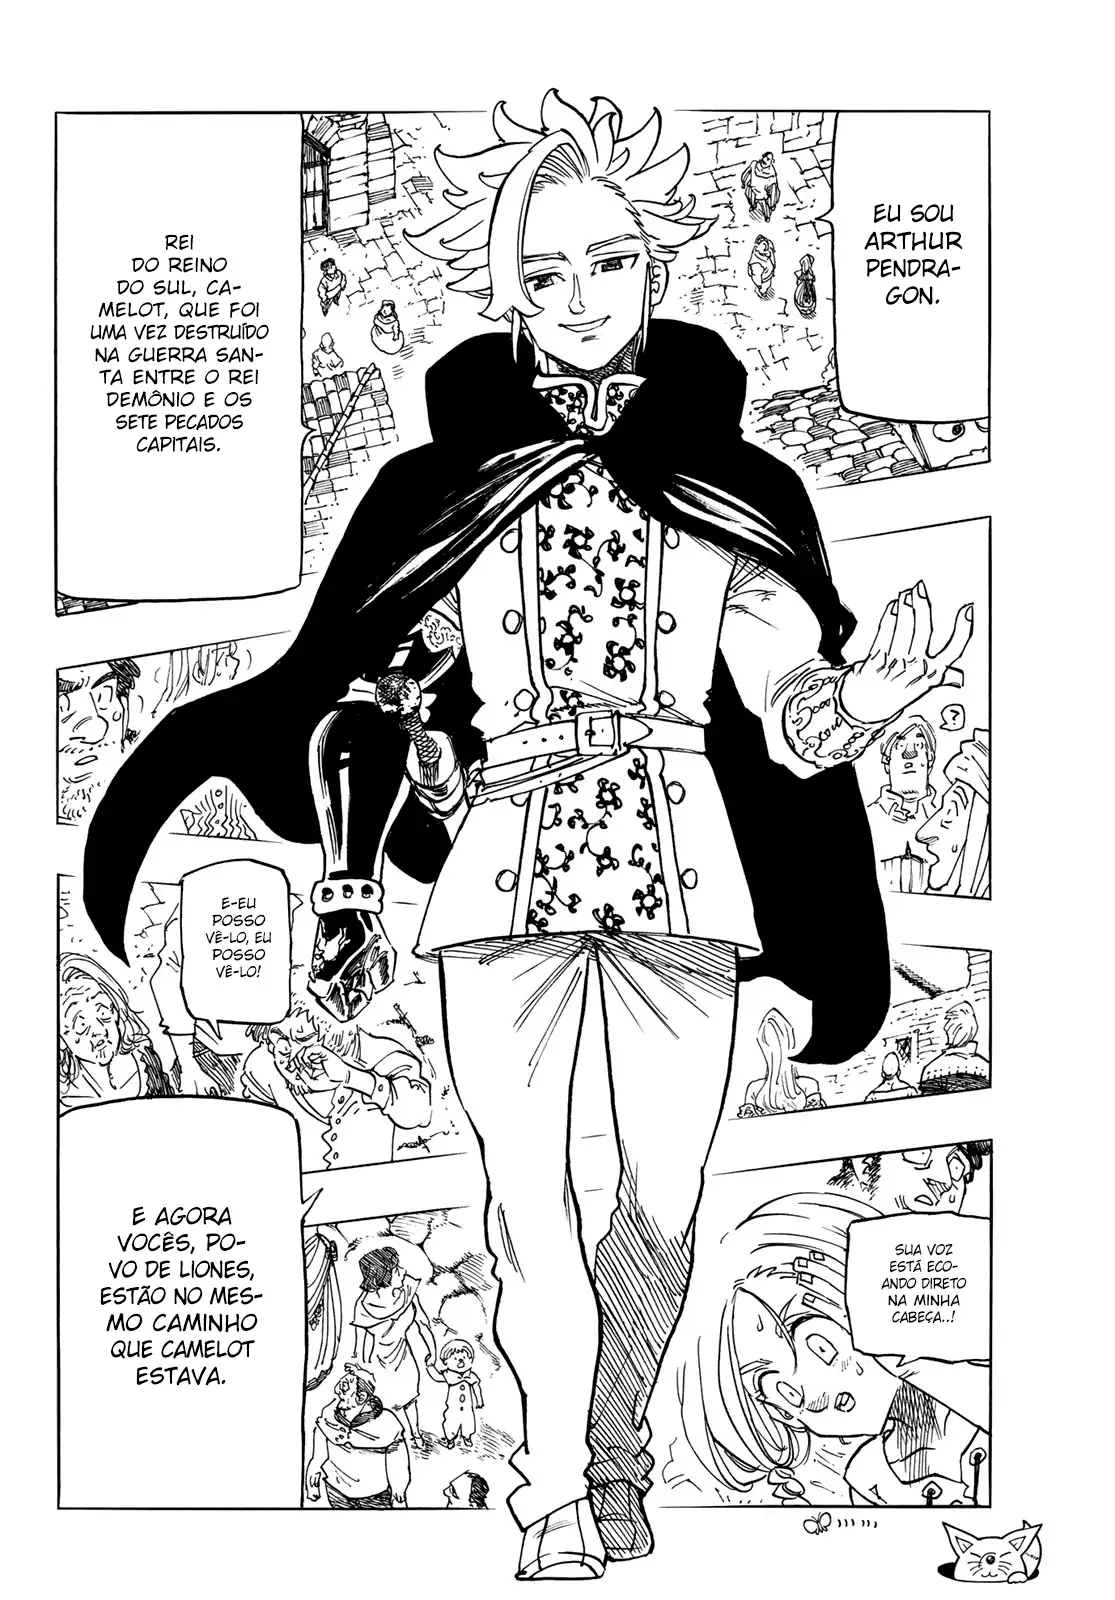 EU SOU
ARTHUR
PENDRA-
GON.
REI
DO REINO
DO SUL, CA-
MELOT, QUE FOI
UMA VEZ DESTRUÍDO
NA GUERRA SAN-
TA ENTRE O REI
DEMÔNIO E OS
SETE PECADOS
CAPITAIS.
?
E-EU
POSSO
VÊ-LO, EU
POSSO
VÊ-LO!
SUA VOZ
ESTÁ ECO-
ANDO DIRETO
NA MINHA
CABEÇA..!
E AGORA
VOCÊS, PO-
VO DE LIONES,
ESTÃO NO MES-
MO CAMINHO
QUE CAMELOT
ESTAVA.